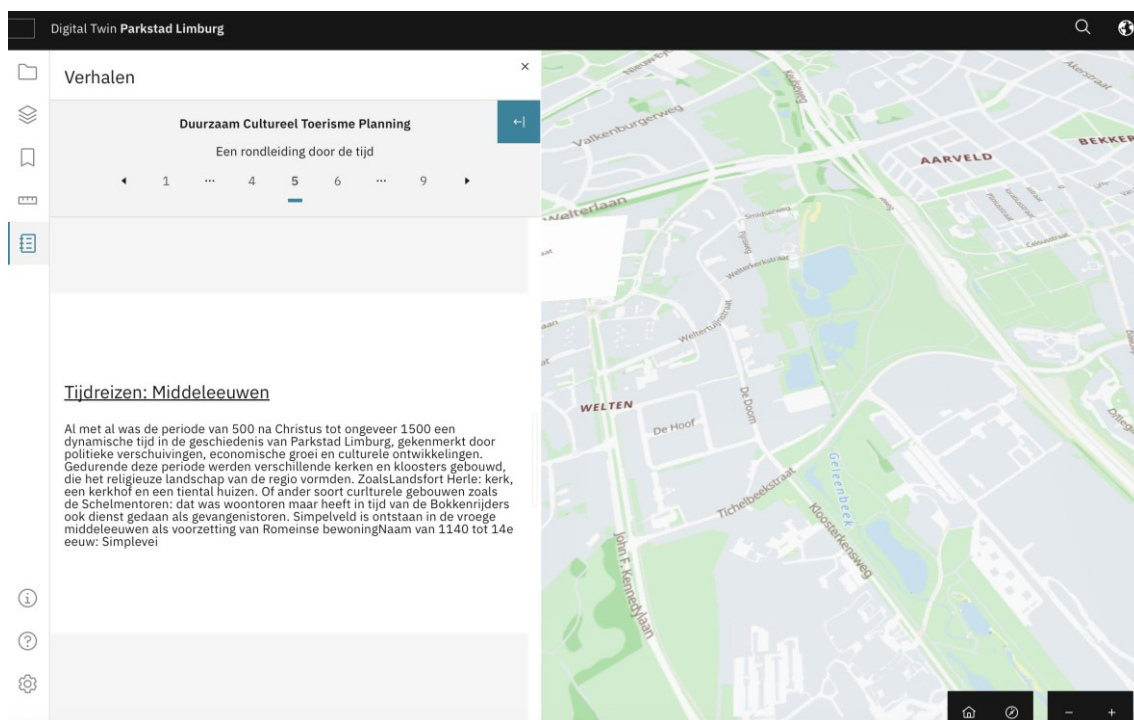 Digital Twin Parkstad Limburg
Verhalen
×
Duurzaam Cultureel Toerisme Planning
Een rondleiding door de tijd
1 ... 4 5 6 ... 9
Tijdreizen: Middeleeuwen
Al met al was de periode van 500 na Christus tot ongeveer 1500 een
dynamische tijd in de geschiedenis van Parkstad Limburg, gekenmerkt door
politieke verschuivingen, economische groei en culturele ontwikkelingen.
Gedurende deze periode werden verschillende kerken en kloosters gebouwd,
die het religieuze landschap van de regio vormden. ZoalsLandsfort Herle: kerk,
een kerkhof en een tiental huizen. Of ander soort curlturele gebouwen zoals
de Schelmentoren: dat was woontoren maar heeft in tijd van de Bokkenrijders
ook dienst gedaan als gevangenistoren. Simpelveld is ontstaan in de vroege
middeleeuwen als voorzetting van Romeinse bewoningNaam van 1140 tot 14e
eeuw: Simplevei
Keulseweg
Akerstraat
Valkenburgerweg
BEKKER
AARVELD
Welterlaan
Smidserweg
Welterkerkstraat
Weltertuijnstraat
WELTEN
De Doom
De Hoof
Geleenbeek
Tichelbeekstraat
Kloosterkensweg
John F. Kennedylaan